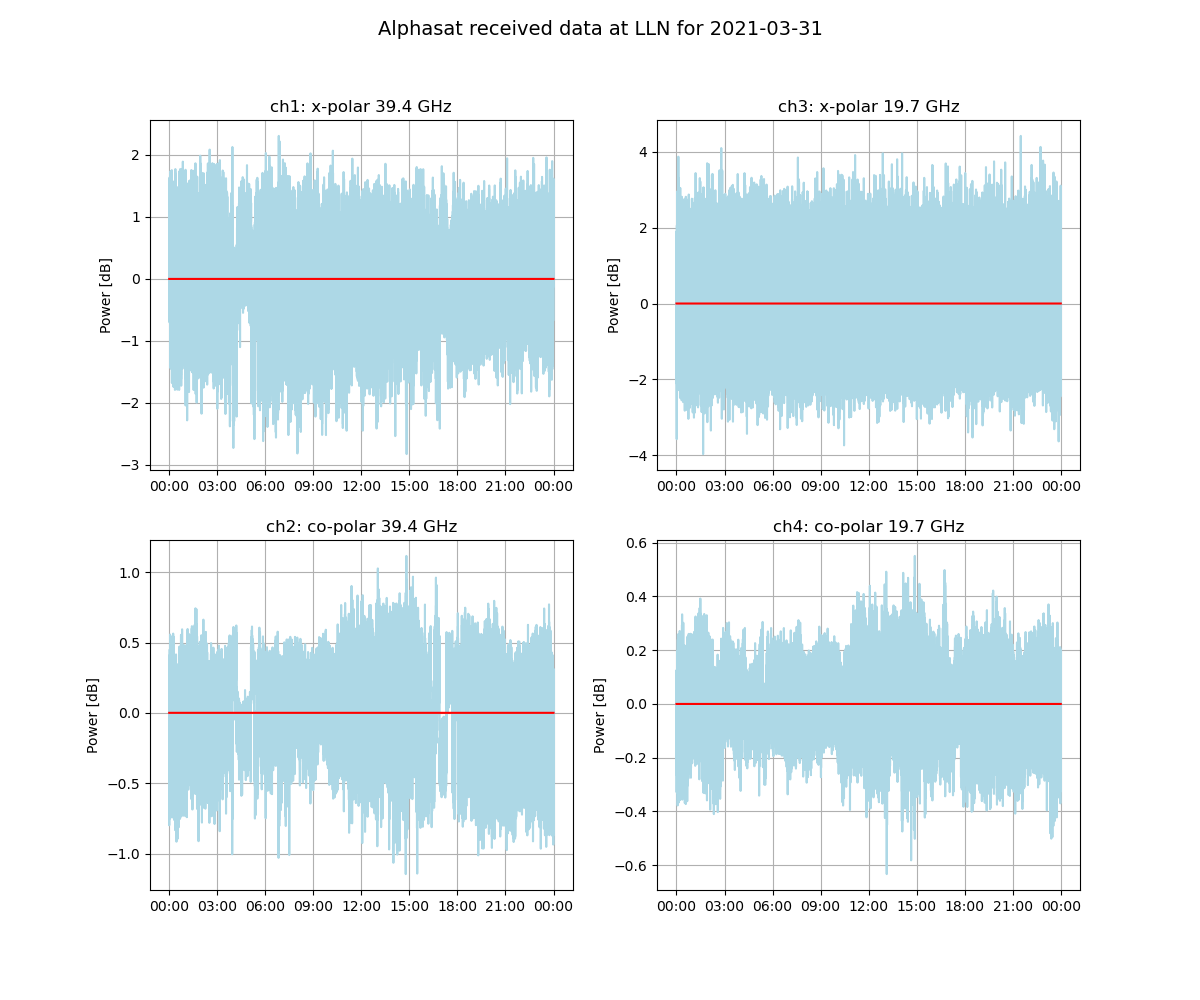 Alphasat received data at LLN for 2021-03-31
ch1: x-polar 39.4 GHz
Power [dB]
2
1
0
−1
−2
−3
00:00 03:00 06:00 09:00 12:00 15:00 18:00 21:00 00:00
ch3: x-polar 19.7 GHz
Power [dB]
4
2
0
−2
−4
00:00 03:00 06:00 09:00 12:00 15:00 18:00 21:00 00:00
ch2: co-polar 39.4 GHz
Power [dB]
1.0
0.5
0.0
−0.5
−1.0
00:00 03:00 06:00 09:00 12:00 15:00 18:00 21:00 00:00
ch4: co-polar 19.7 GHz
Power [dB]
0.6
0.4
0.2
0.0
−0.2
−0.4
−0.6
00:00 03:00 06:00 09:00 12:00 15:00 18:00 21:00 00:00